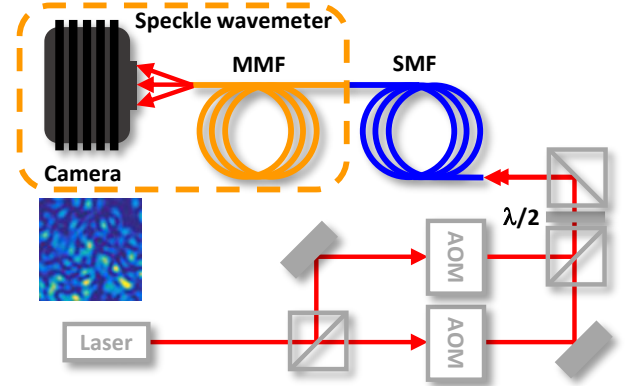 Speckle wavemeter
MMF
SMF
Camera
λ/2
AOM
AOM
Laser